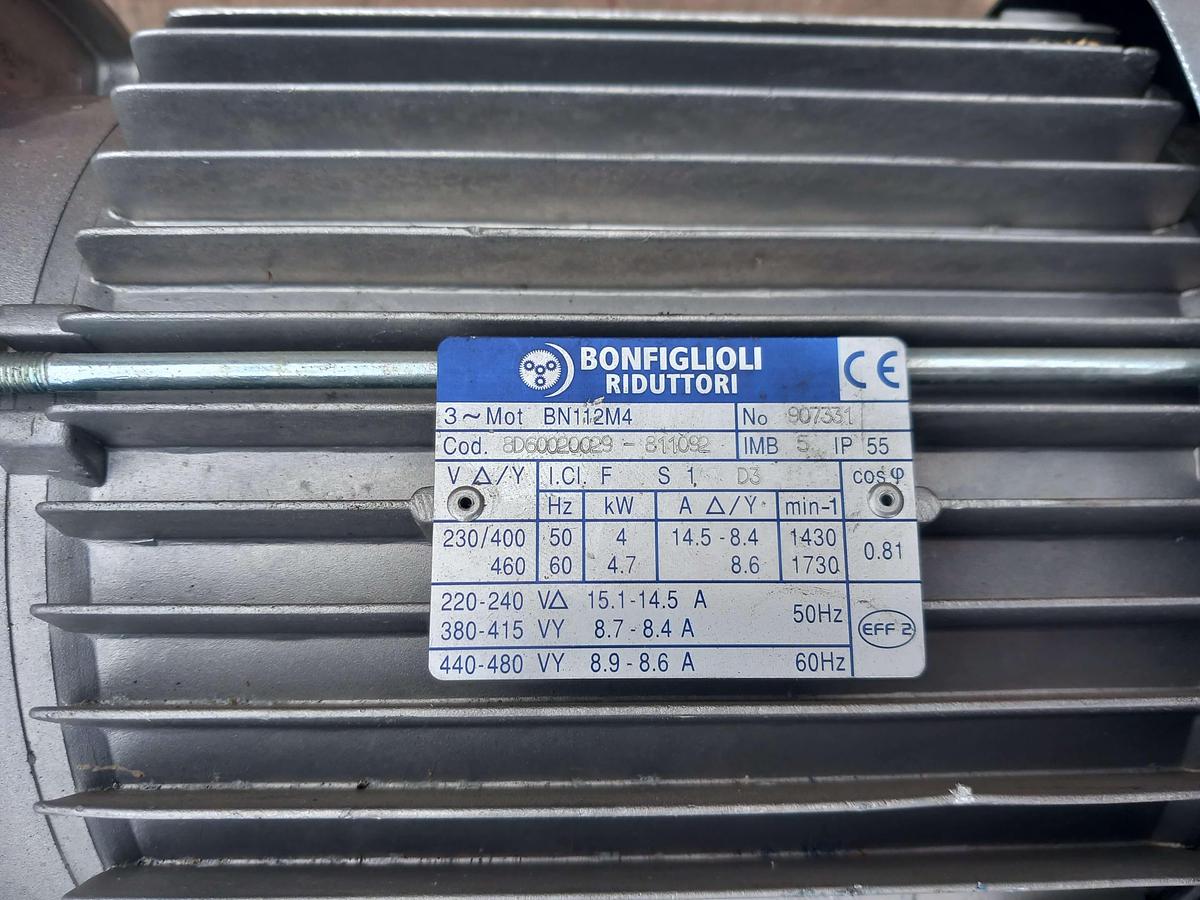 BONFIGLIOLI
RIDUTTORI
CE
3~Mot BN112M4 No 907331
Cod. 8D60020029 - 811092 IMB 5 IP 55
V Δ/Y I.Cl. F S 1 D3 cosφ
Hz kW A Δ/Y min-1
230/400 50 4 14.5 - 8.4 1430 0.81
460 60 4.7 8.6 1730
220-240 VΔ 15.1-14.5 A 50Hz
380-415 VY 8.7 - 8.4 A EFF 2
440-480 VY 8.9 - 8.6 A 60Hz